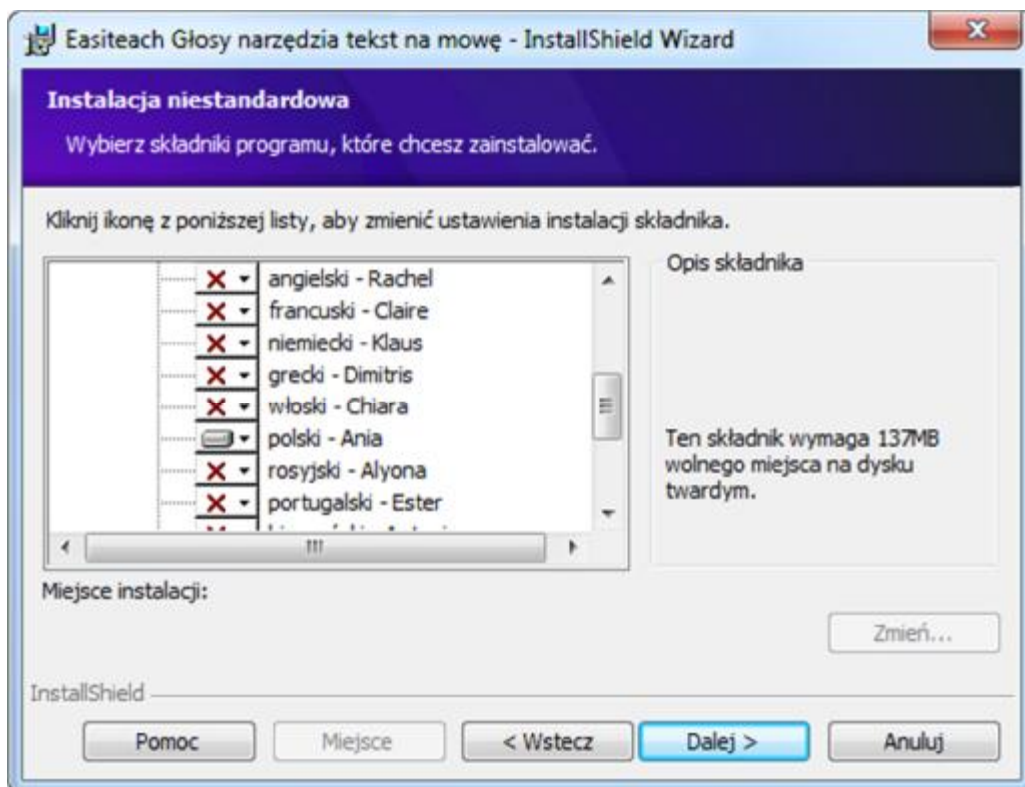 Easiteach Głosy narzędzia tekst na mowę - InstallShield Wizard
Instalacja niestandardowa
Wybierz składniki programu, które chcesz zainstalować.
Kliknij ikonę z poniższej listy, aby zmienić ustawienia instalacji składnika.
angielski - Rachel
francuski - Claire
niemiecki - Klaus
grecki - Dimitris
włoski - Chiara
polski - Ania
rosyjski - Alyona
portugalski - Ester
Opis składnika
Ten składnik wymaga 137MB
wolnego miejsca na dysku
twardym.
Miejsce instalacji:
Zmień...
InstallShield
Pomoc
Miejsce
< Wstecz
Dalej >
Anuluj